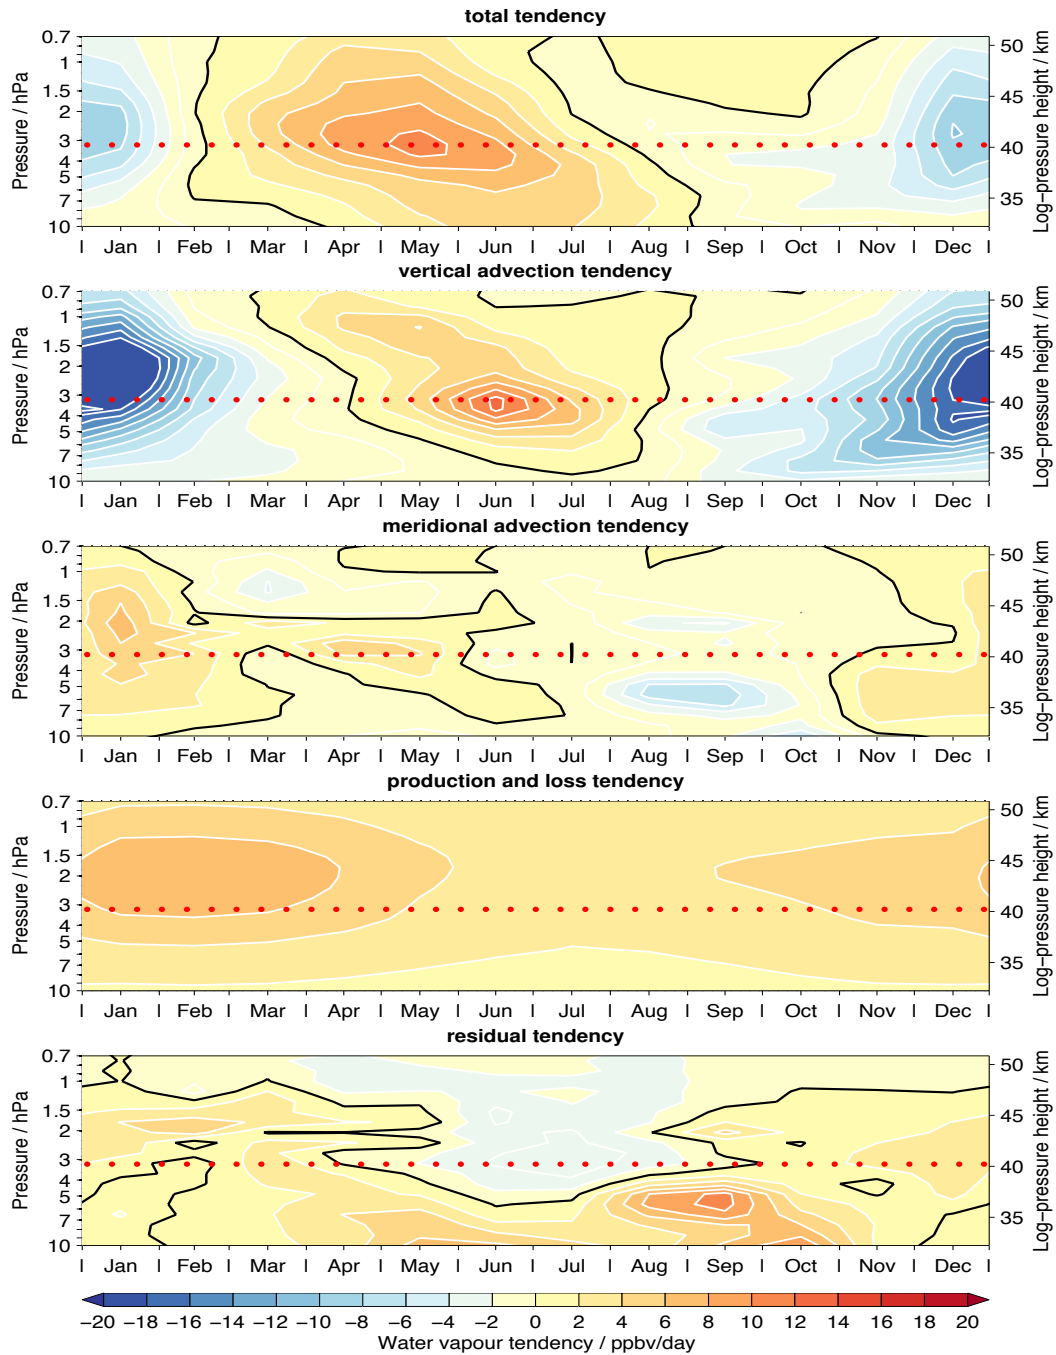 total tendency
0.7
1
2
3
4
5
7
10
Pressure / hPa
50
45
40
35
Log−pressure height / km
I Jan I Feb I Mar I Apr I May I Jun I Jul I Aug I Sep I Oct I Nov I Dec I
vertical advection tendency
0.7
1
1.5
2
3
4
5
7
10
Pressure / hPa
50
45
40
35
Log−pressure height / km
I Jan I Feb I Mar I Apr I May I Jun I Jul I Aug I Sep I Oct I Nov I Dec I
meridional advection tendency
0.7
1
1.5
2
3
4
5
7
10
Pressure / hPa
50
45
40
35
Log−pressure height / km
I Jan I Feb I Mar I Apr I May I Jun I Jul I Aug I Sep I Oct I Nov I Dec I
production and loss tendency
0.7
1
1.5
2
3
4
5
7
10
Pressure / hPa
50
45
40
35
Log−pressure height / km
I Jan I Feb I Mar I Apr I May I Jun I Jul I Aug I Sep I Oct I Nov I Dec I
residual tendency
0.7
1
1.5
2
3
4
5
7
10
Pressure / hPa
50
45
40
35
Log−pressure height / km
I Jan I Feb I Mar I Apr I May I Jun I Jul I Aug I Sep I Oct I Nov I Dec I
−20 −18 −16 −14 −12 −10 −8 −6 −4 −2 0 2 4 6 8 10 12 14 16 18 20
Water vapour tendency / ppbv/day